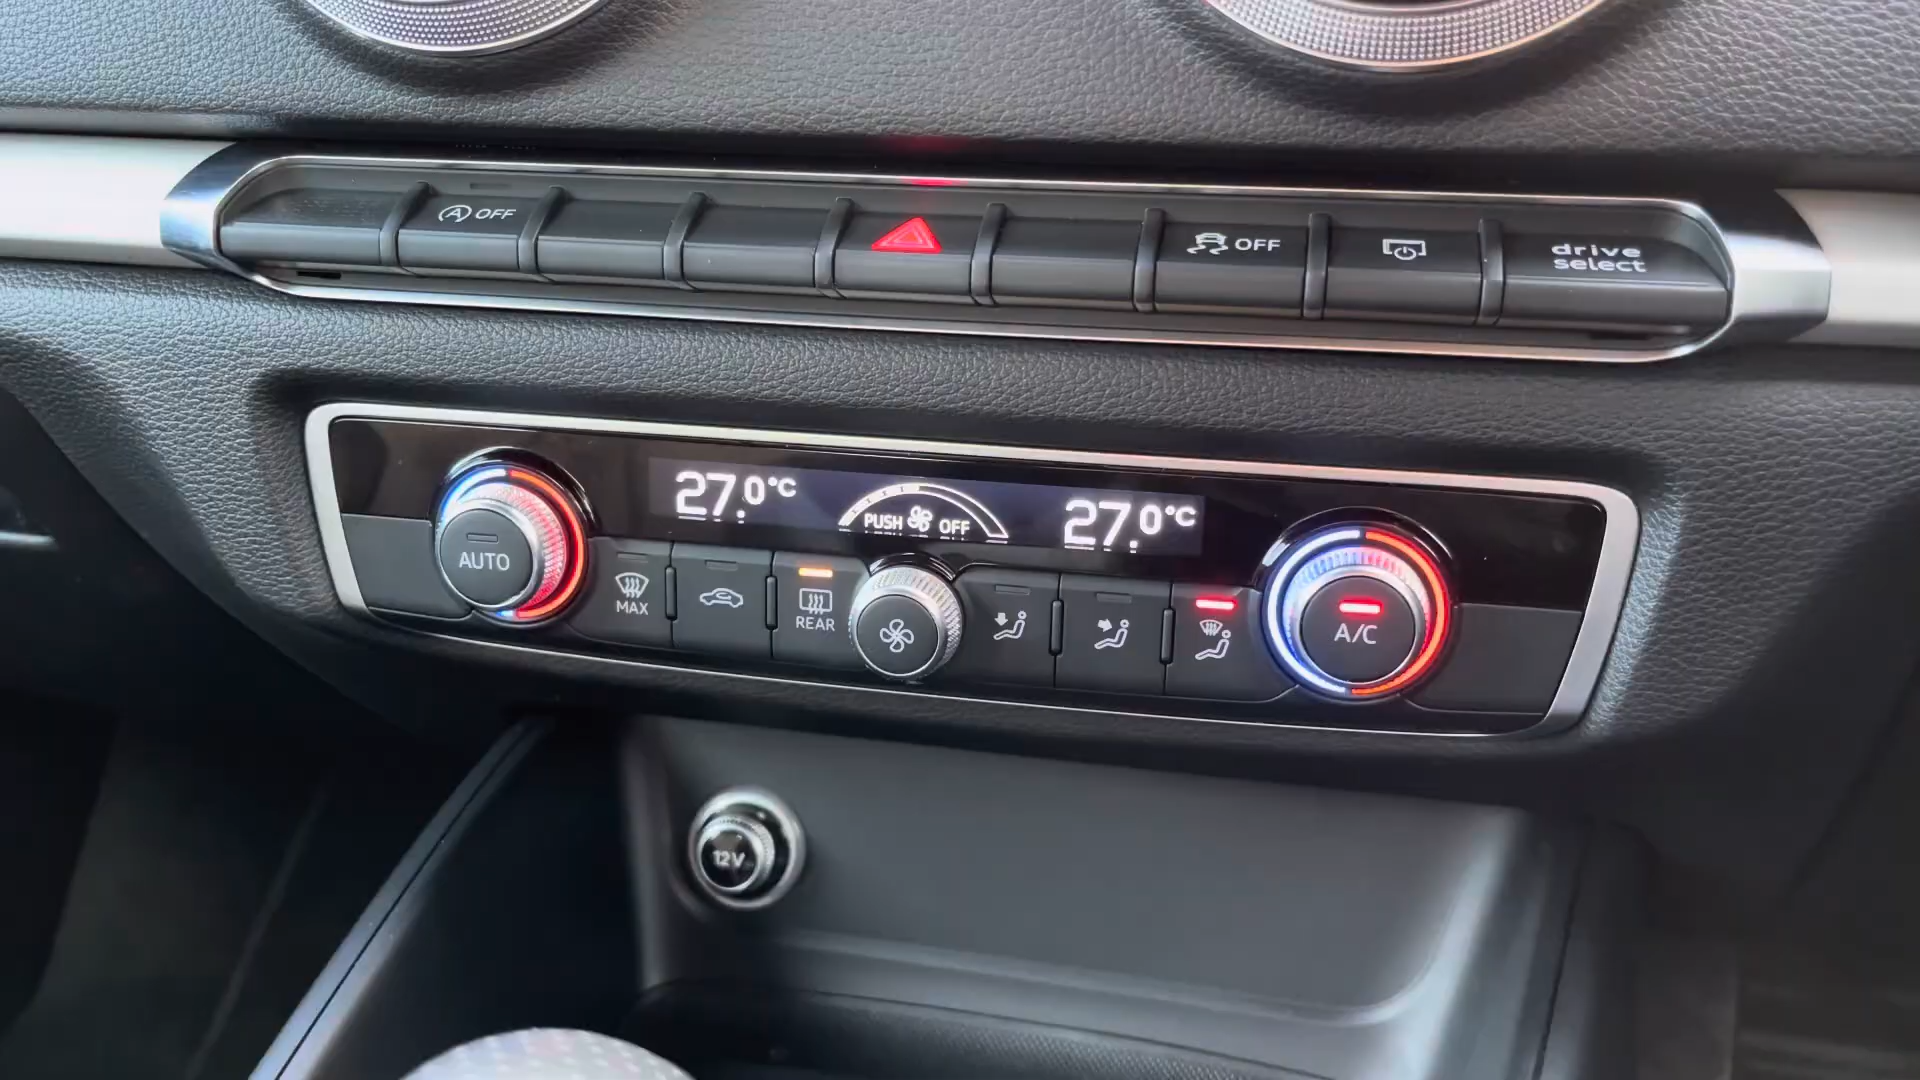 A OFF
OFF
drive
select
27.0°C
PUSH OFF
27.0°C
AUTO
MAX
REAR
A/C
12V